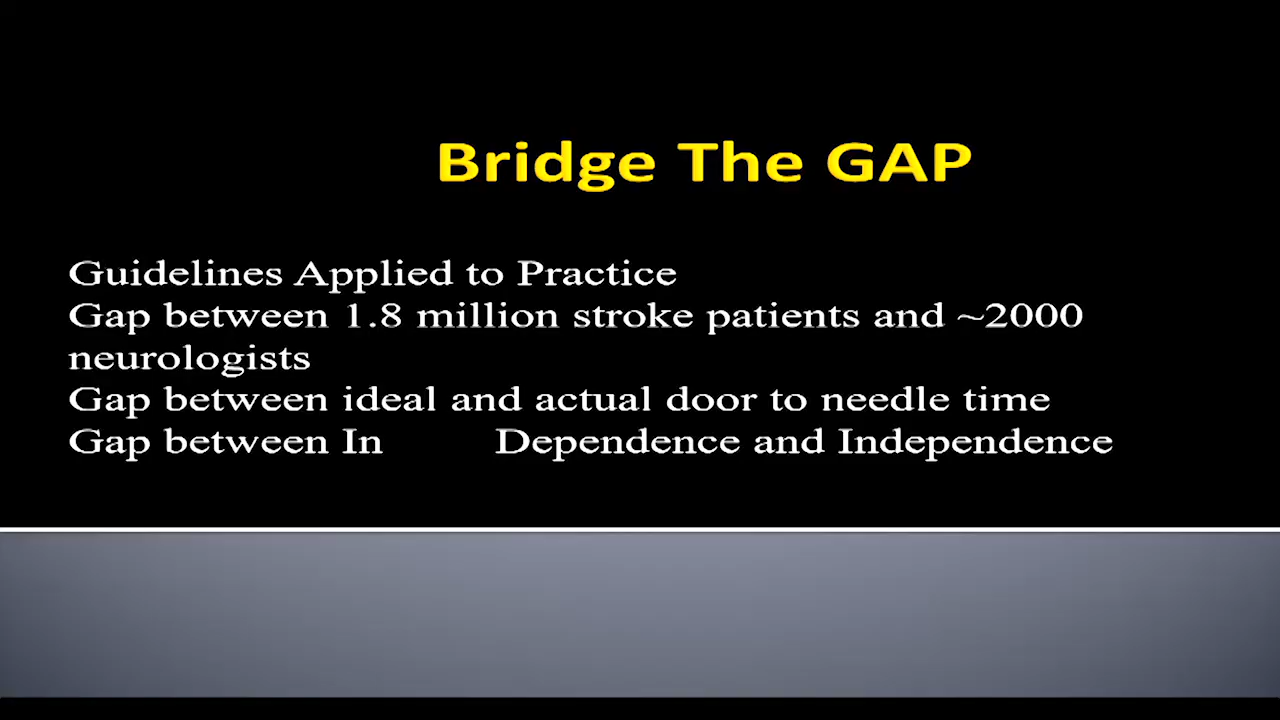 Bridge The GAP
Guidelines Applied to Practice
Gap between 1.8 million stroke patients and ~2000
neurologists
Gap between ideal and actual door to needle time
Gap between In Dependence and Independence